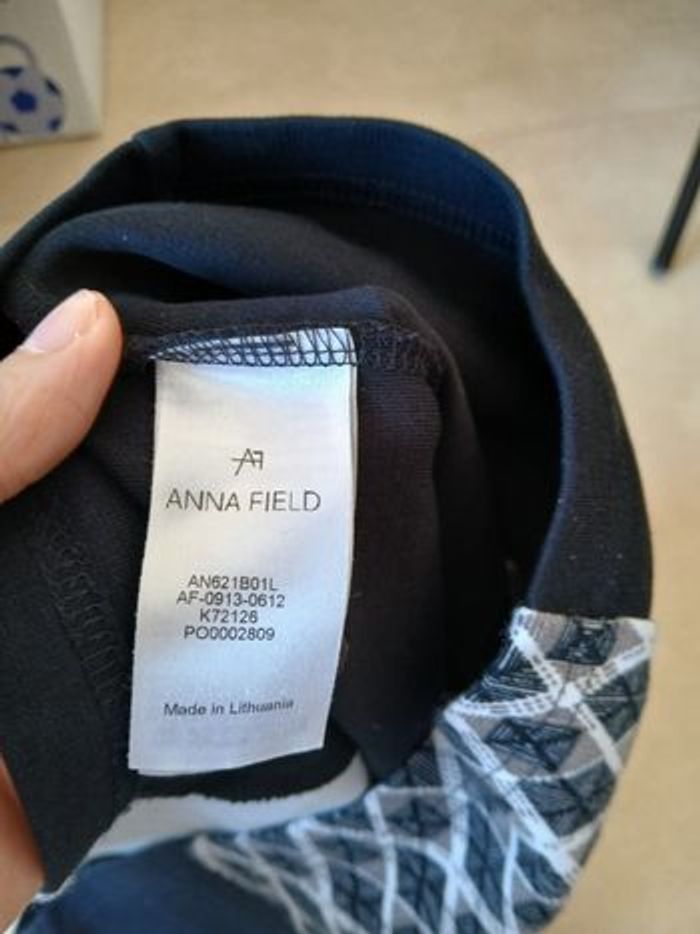 AF
ANNA FIELD
AN621B01L
AF-0913-0612
K72126
PO0002809
Made in Lithuania